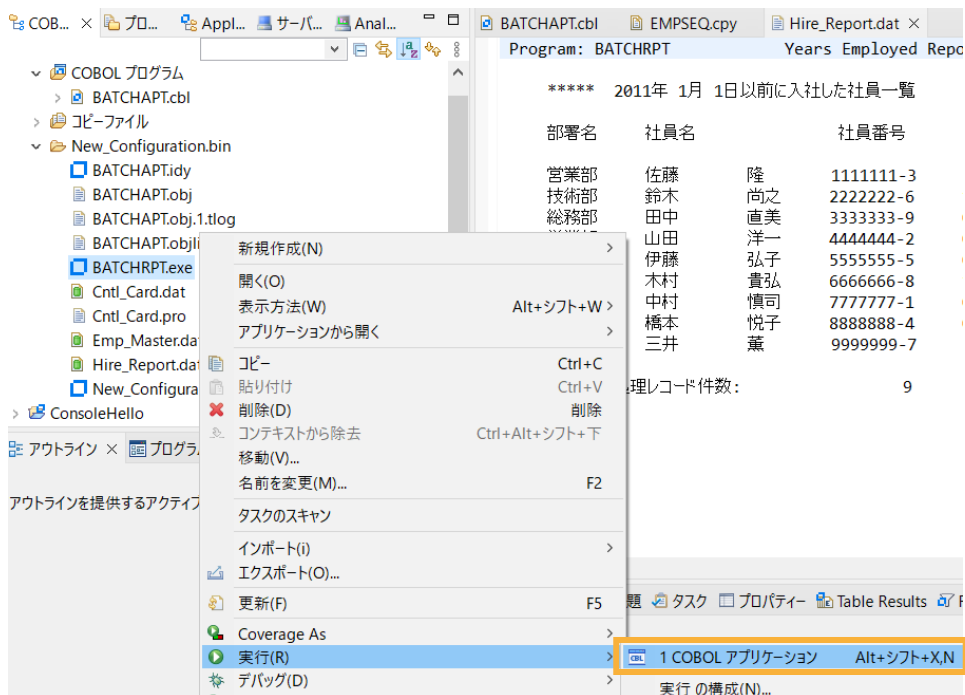 COB...
プロ...
Appl...
サーバ...
Anal...
COBOL プログラム
BATCHAPT.cbl
コピーファイル
New_Configuration.bin
BATCHAPT.idy
BATCHAPT.obj
BATCHAPT.obj.1.tlog
BATCHAPT.objli
BATCHRPT.exe
Cntl_Card.dat
Cntl_Card.pro
Emp_Master.da
Hire_Report.dat
New_Configura
ConsoleHello
アウトライン
プログラ
アウトラインを提供するアクティブ
新規作成(N)
開く(O)
表示方法(W) Alt+シフト+W
アプリケーションから開く
コピー Ctrl+C
貼り付け Ctrl+V
削除(D) 削除
コンテキストから除去 Ctrl+Alt+シフト+下
移動(V)...
名前を変更(M)... F2
タスクのスキャン
インポート(i)
エクスポート(O)...
更新(F) F5
Coverage As
実行(R)
デバッグ(D)
1 COBOL アプリケーション Alt+シフト+X,N
実行 の構成(N)...
BATCHAPT.cbl
EMPSEQ.cpy
Hire_Report.dat
Program: BATCHRPT Years Employed Repo
***** 2011年 1月 1日以前に入社した社員一覧
部署名 社員名 社員番号
営業部 佐藤 隆 1111111-3
技術部 鈴木 尚之 2222222-6
総務部 田中 直美 3333333-9
山田 洋一 4444444-2
伊藤 弘子 5555555-5
木村 貴弘 6666666-8
中村 慎司 7777777-1
橋本 悦子 8888888-4
三井 薫 9999999-7
理レコード件数: 9
題
タスク
プロパティー
Table Results